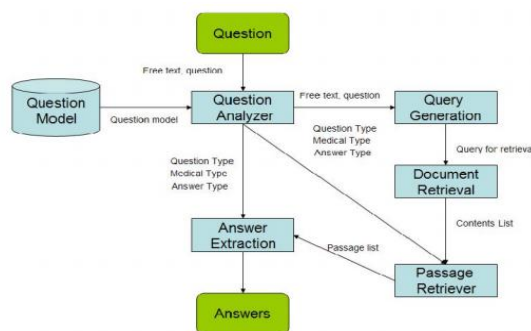 Question
Free text, question
Question
Model
Question model
Question
Analyzer
Free text, question
Query
Generation
Question Type
Medical Type
Answer Type
Query for retrieva
Question Type
Medical Type
Answer Type
Document
Retrieval
Contents List
Answer
Extraction
Passage list
Passage
Retriever
Answers